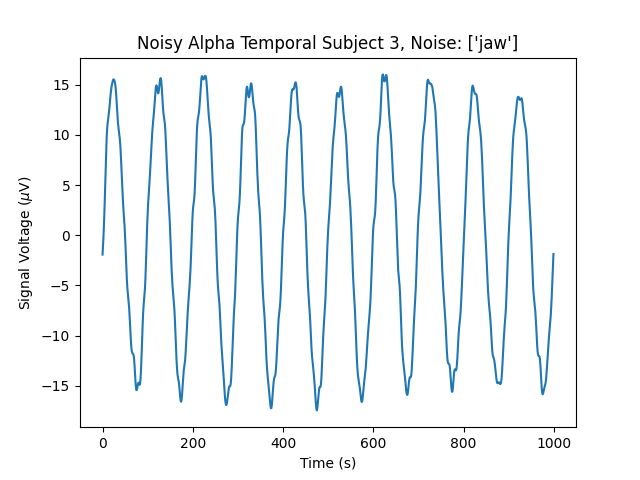 Noisy Alpha Temporal Subject 3, Noise: ['jaw']
15
10
5
0
−5
−10
−15
Signal Voltage (μV)
0 200 400 600 800 1000
Time (s)